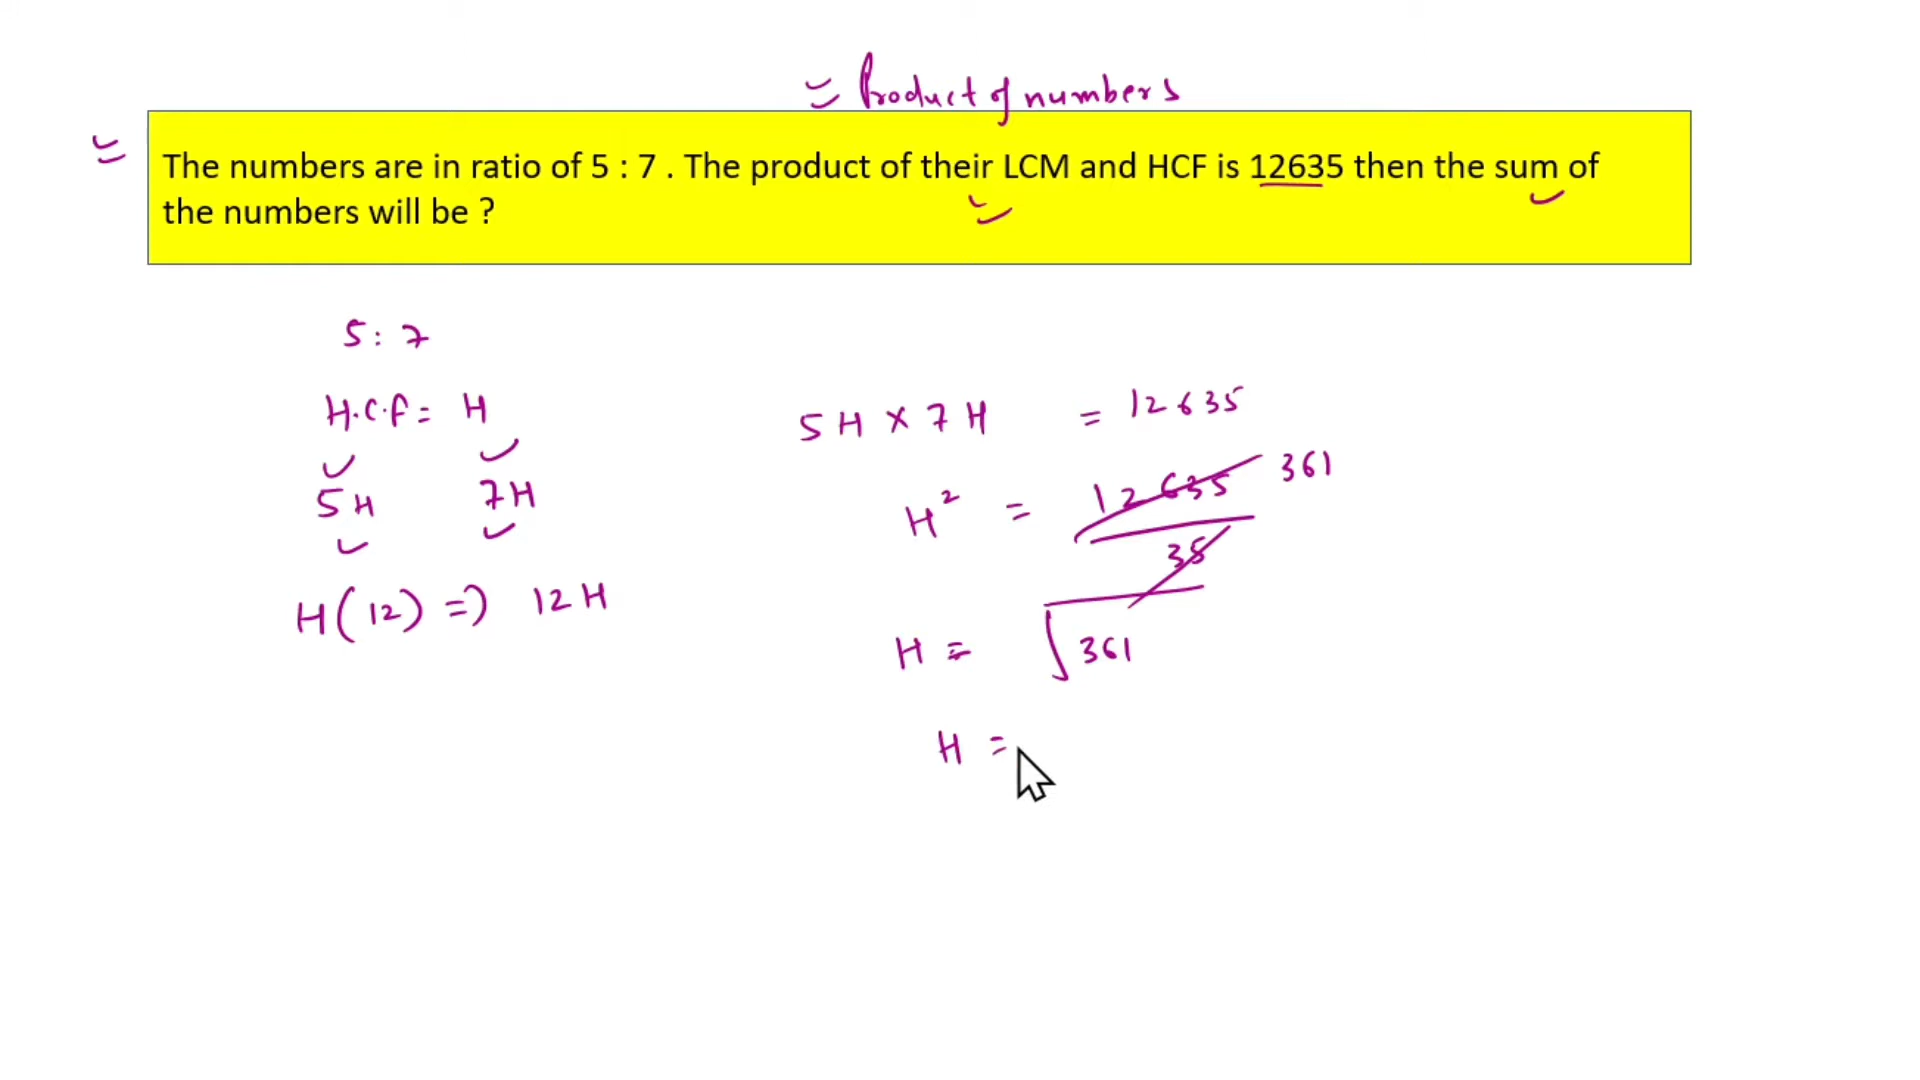 = Product of numbers
The numbers are in ratio of 5 : 7 . The product of their LCM and HCF is 12635 then the sum of
the numbers will be ?
5 : 7
H.C.F = H
5H 7H
H(12) => 12H
5H × 7H = 12635
H² = 12635 / 35 361
H = √361
H =